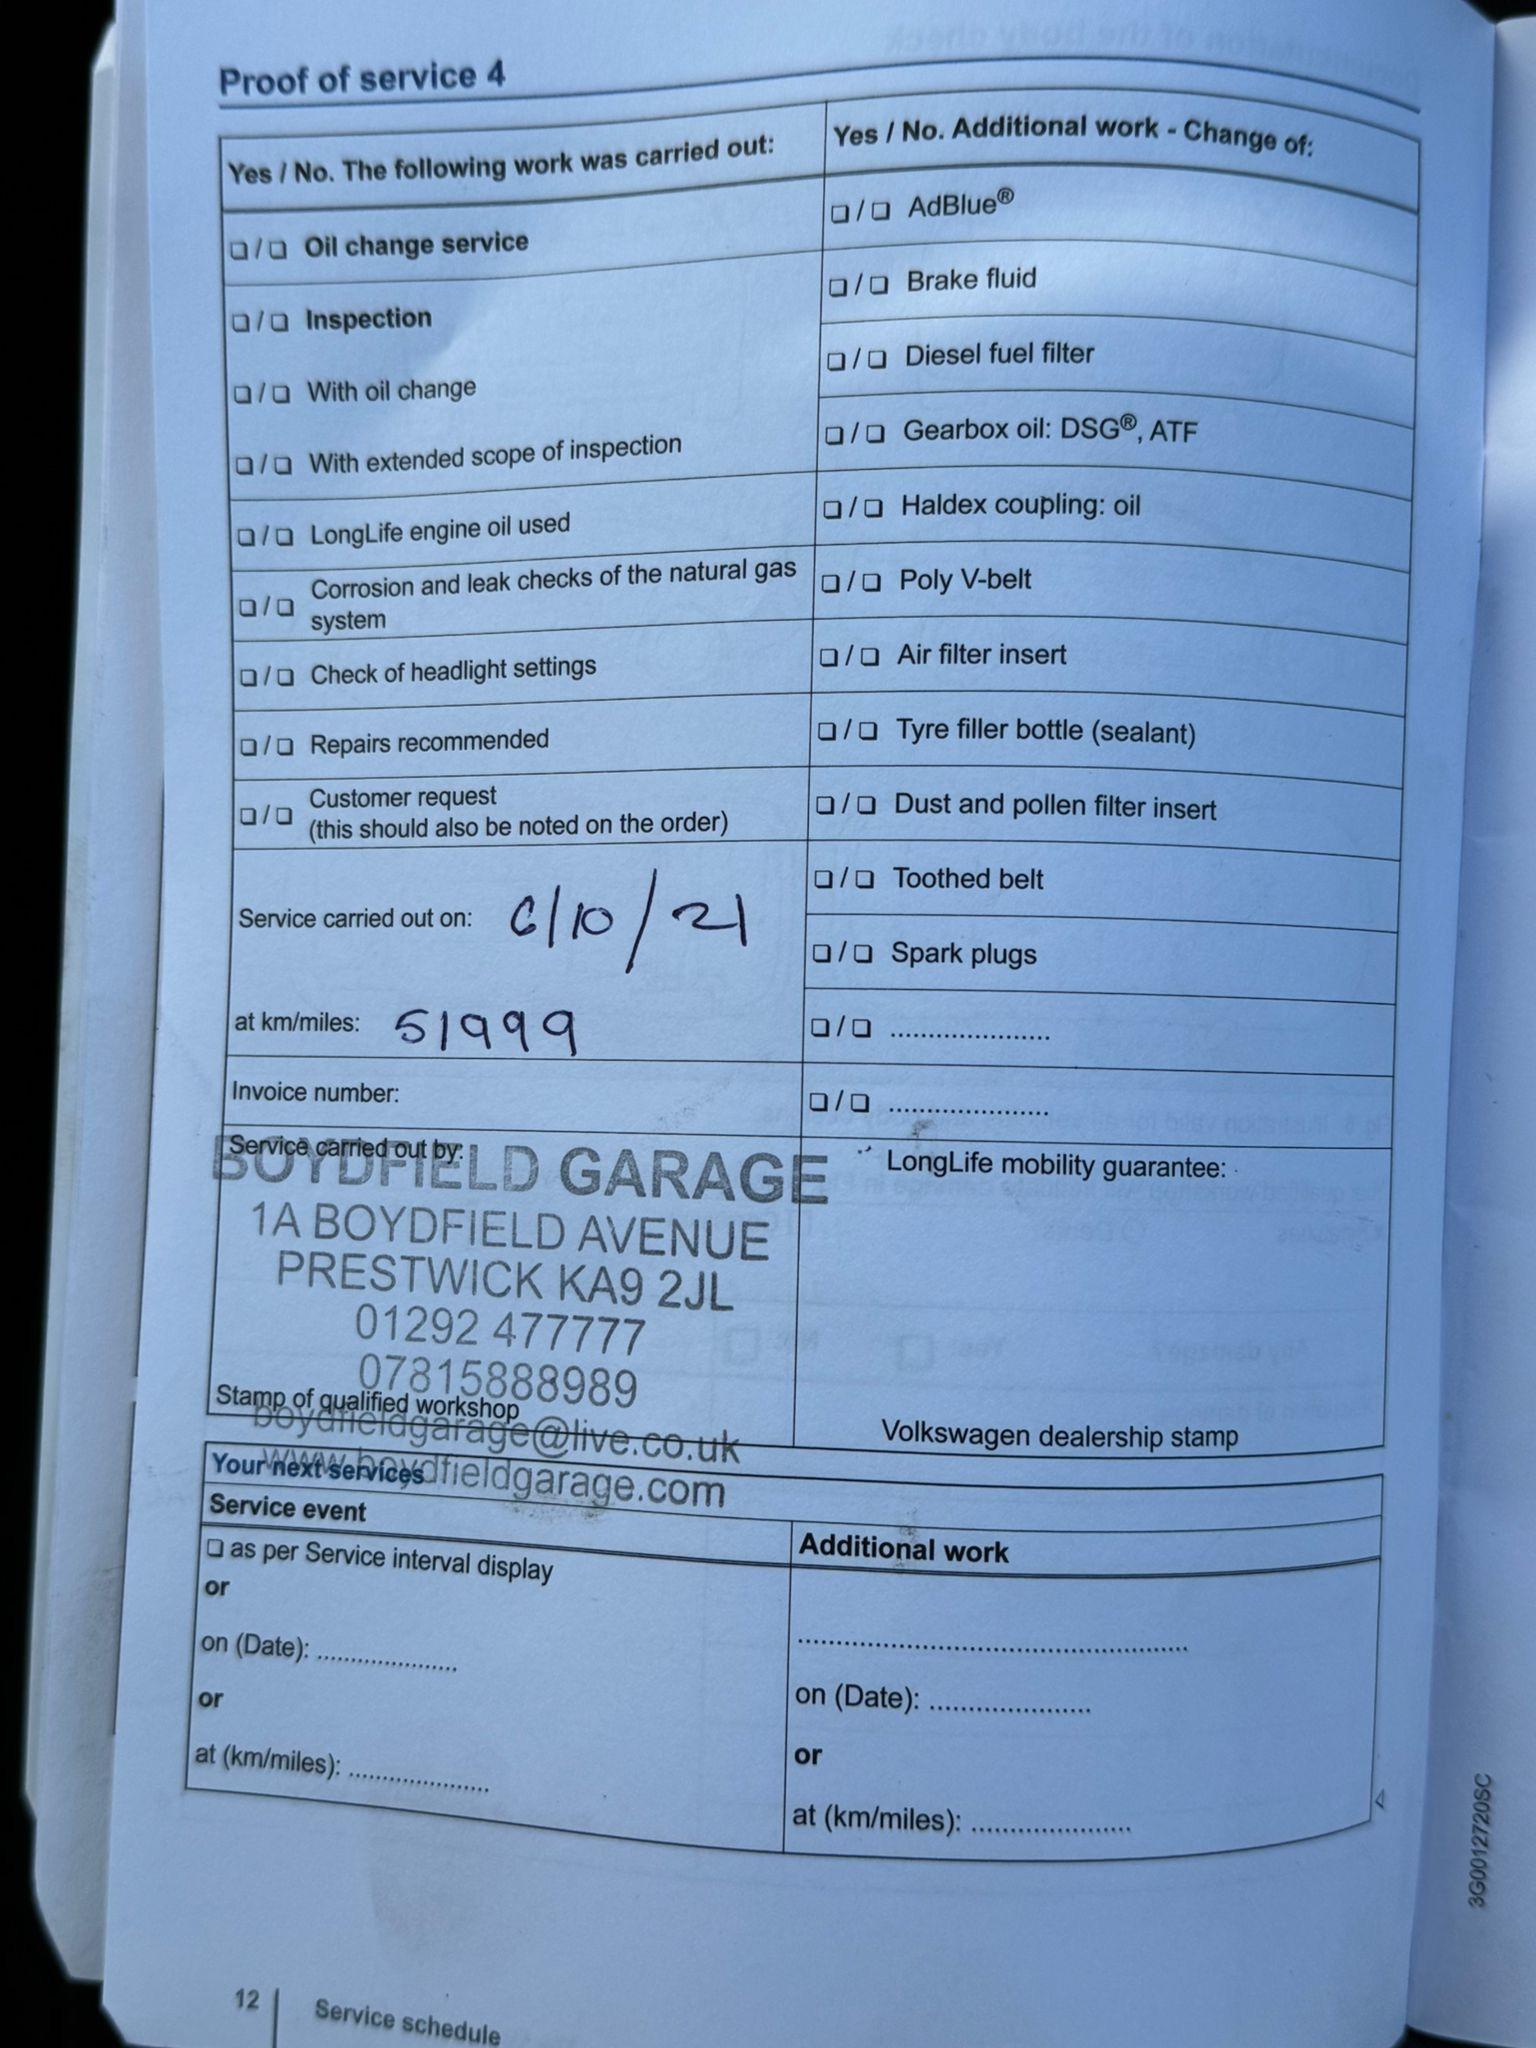 Proof of service 4
Yes / No. The following work was carried out:
❏ / ❏ Oil change service
❏ / ❏ Inspection
❏ / ❏ With oil change
❏ / ❏ With extended scope of inspection
❏ / ❏ LongLife engine oil used
❏ / ❏ Corrosion and leak checks of the natural gas
system
❏ / ❏ Check of headlight settings
❏ / ❏ Repairs recommended
❏ / ❏ Customer request
(this should also be noted on the order)
Service carried out on: 6/10/21
at km/miles: 51999
Invoice number:
Service carried out by:
BOYDFIELD GARAGE
1A BOYDFIELD AVENUE
PRESTWICK KA9 2JL
01292 477777
07815888989
Stamp of qualified workshop
boydfieldgarage@live.co.uk
www.boydfieldgarage.com
Yes / No. Additional work - Change of:
❏ / ❏ AdBlue®
❏ / ❏ Brake fluid
❏ / ❏ Diesel fuel filter
❏ / ❏ Gearbox oil: DSG®, ATF
❏ / ❏ Haldex coupling: oil
❏ / ❏ Poly V-belt
❏ / ❏ Air filter insert
❏ / ❏ Tyre filler bottle (sealant)
❏ / ❏ Dust and pollen filter insert
❏ / ❏ Toothed belt
❏ / ❏ Spark plugs
❏ / ❏ ......................
❏ / ❏ ......................
LongLife mobility guarantee:
Volkswagen dealership stamp
Your next services
Service event
❏ as per Service interval display
or
on (Date): ....................
or
at (km/miles): ....................
Additional work
......................................................
on (Date): ......................
or
at (km/miles): ......................
12
Service schedule
3G0012720SC